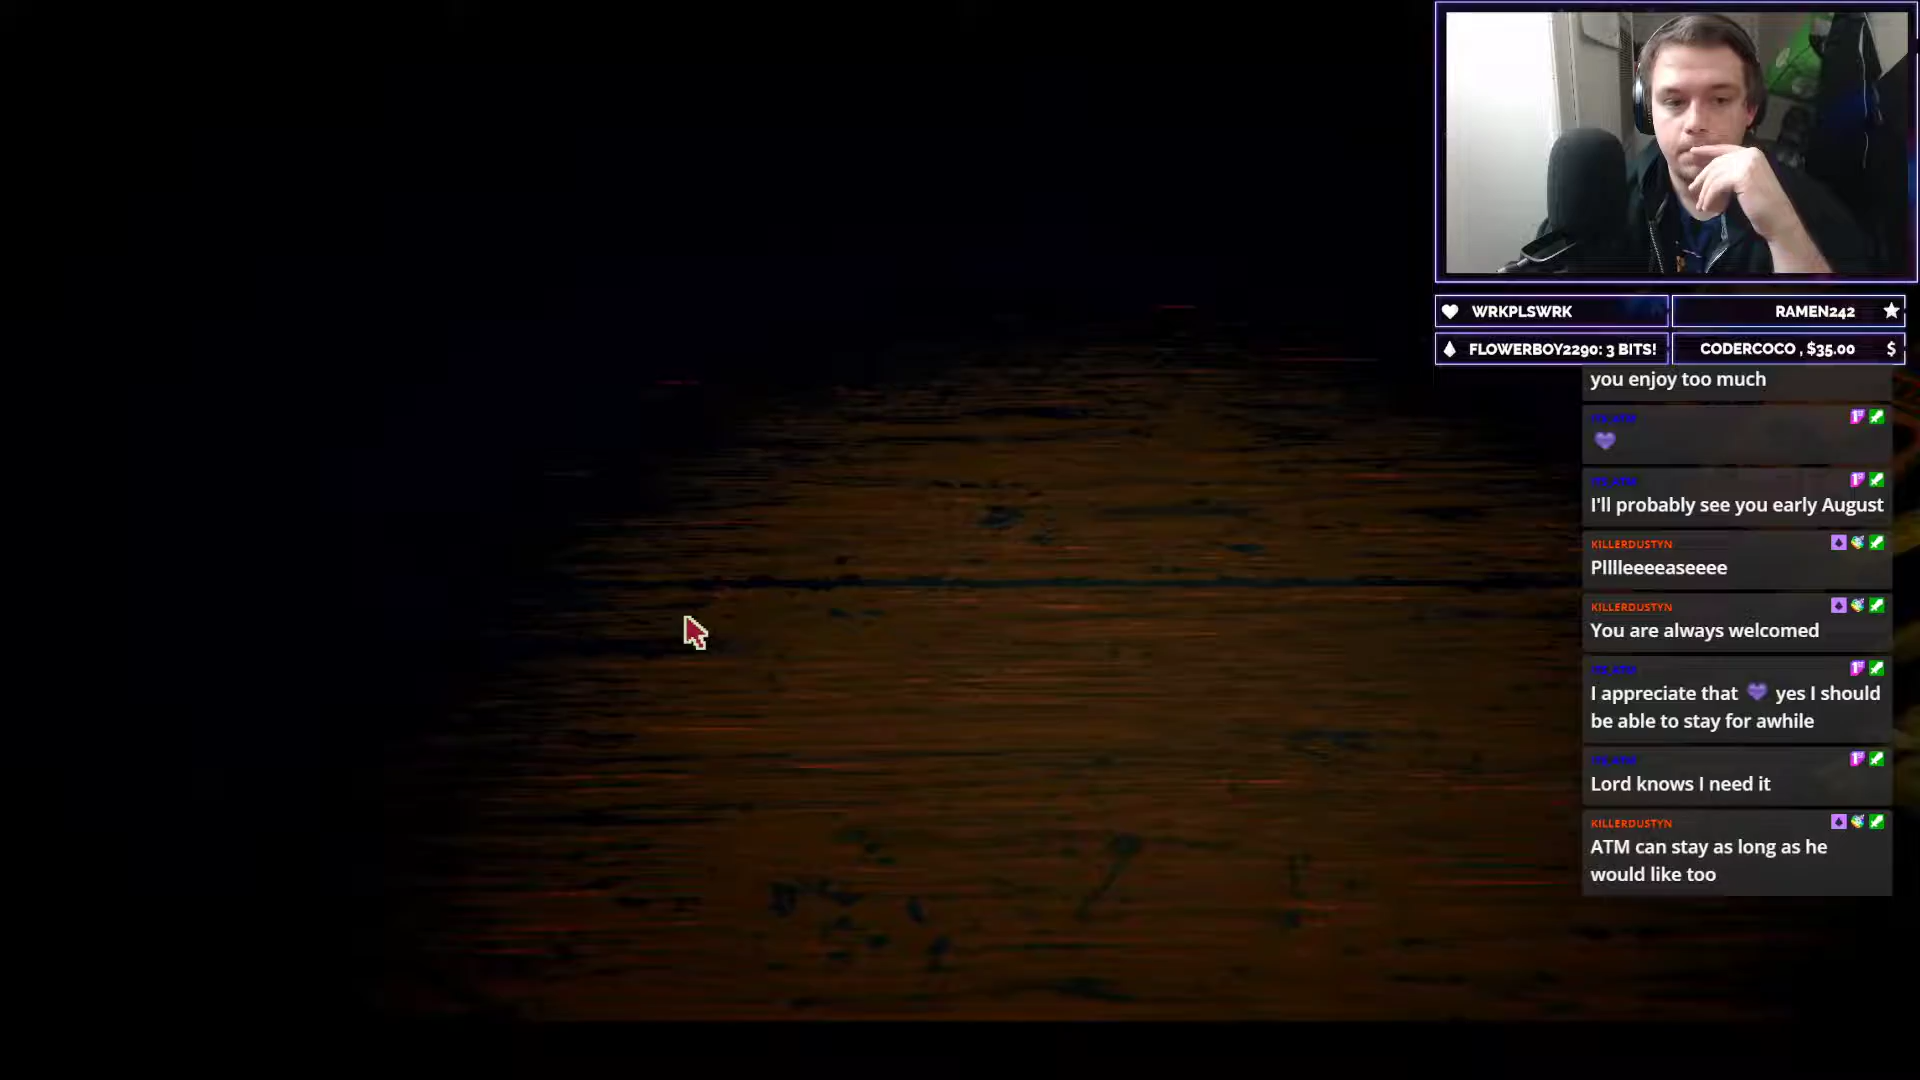 WRKPLSWRK
RAMEN242
FLOWERBOY2290: 3 BITS!
CODERCOCO , $35.00 $
you enjoy too much
I'll probably see you early August
KILLERDUSTYN
Plllleeeeaseeee
KILLERDUSTYN
You are always welcomed
I appreciate that 💜 yes I should
be able to stay for awhile
Lord knows I need it
KILLERDUSTYN
ATM can stay as long as he
would like too